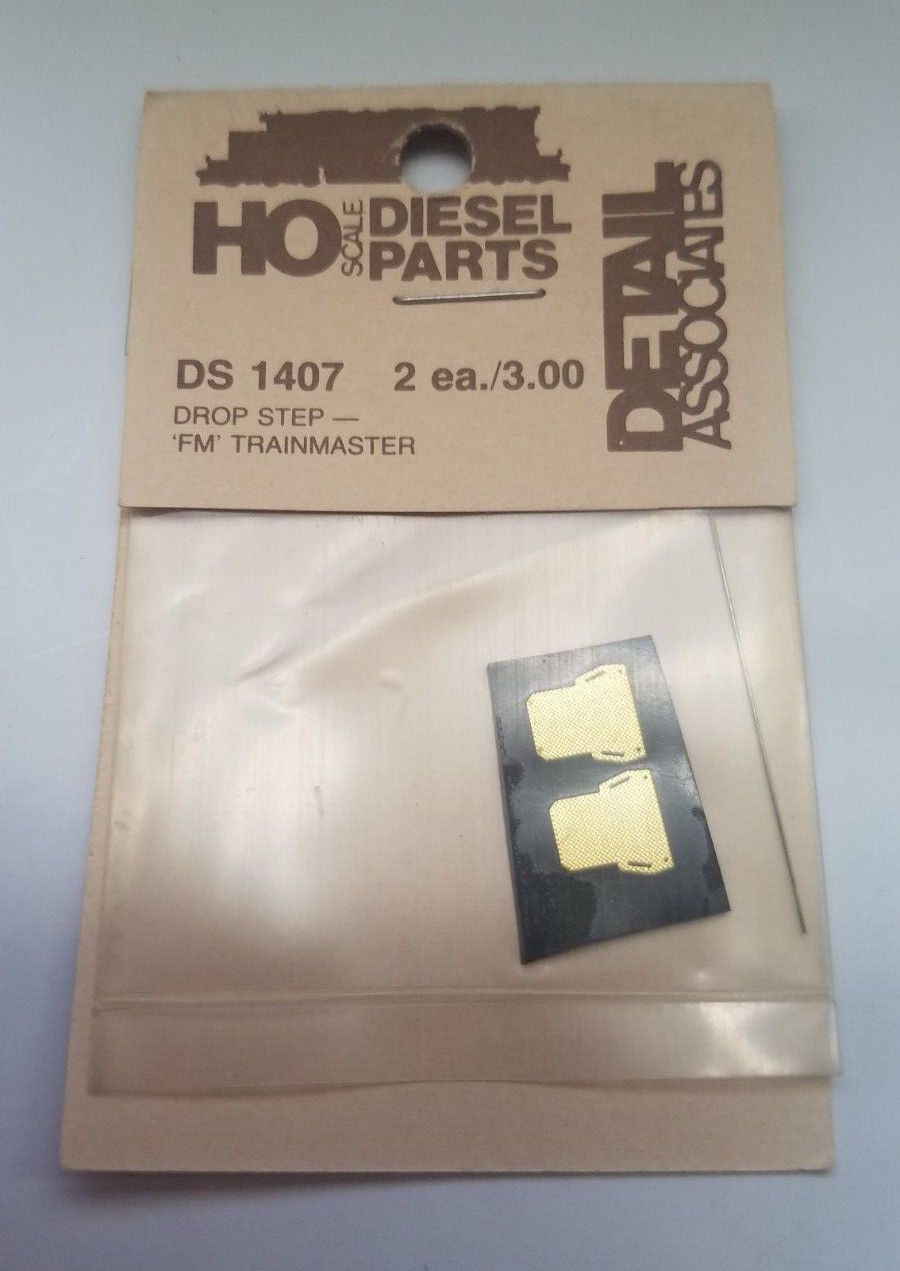 HO SCALE DIESEL
PARTS
DETAIL
ASSOCIATES
DS 1407 2 ea./3.00
DROP STEP —
‘FM’ TRAINMASTER